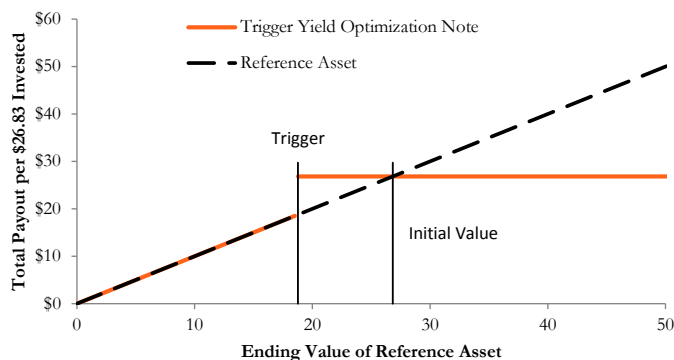 $60
$50
$40
$30
$20
$10
$0
Total Payout per $26.83 Invested
Trigger Yield Optimization Note
Reference Asset
Trigger
Initial Value
0 10 20 30 40 50
Ending Value of Reference Asset